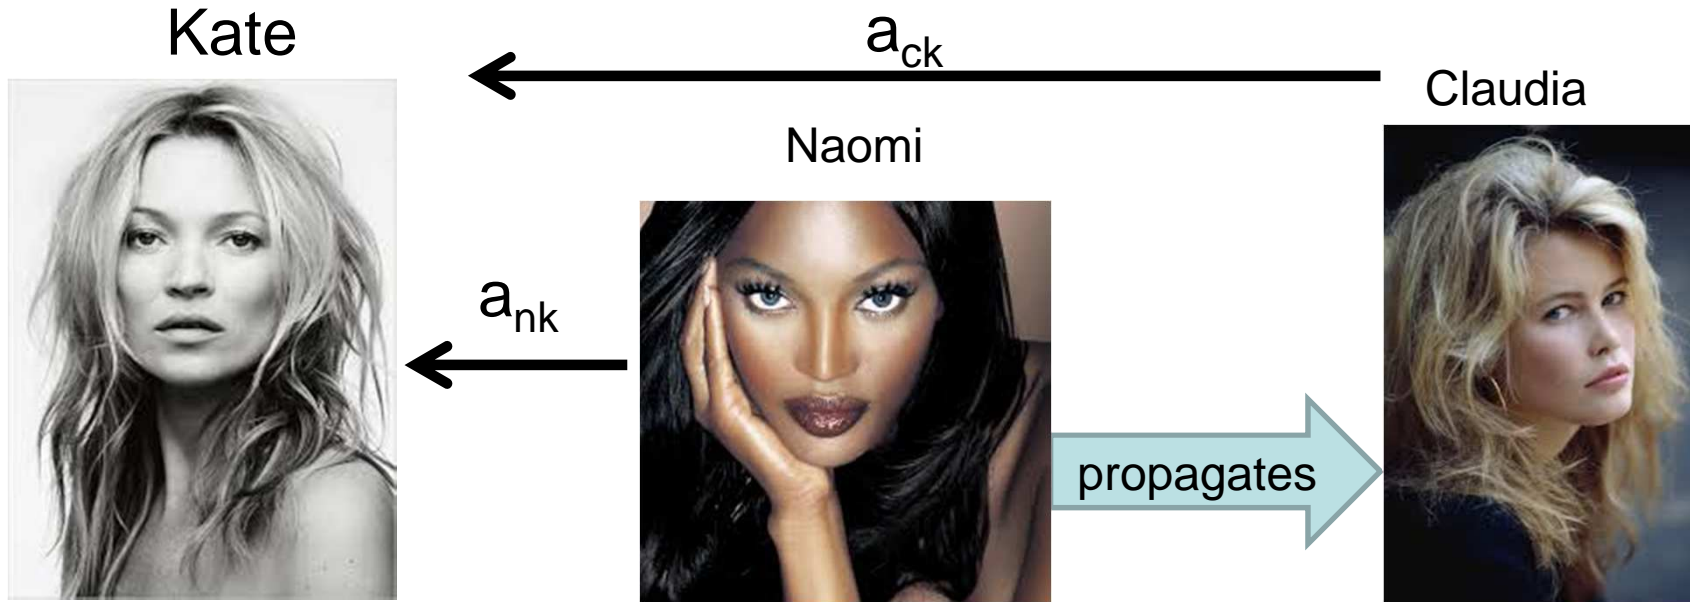 Kate
a_ck
Claudia
Naomi
a_nk
propagates